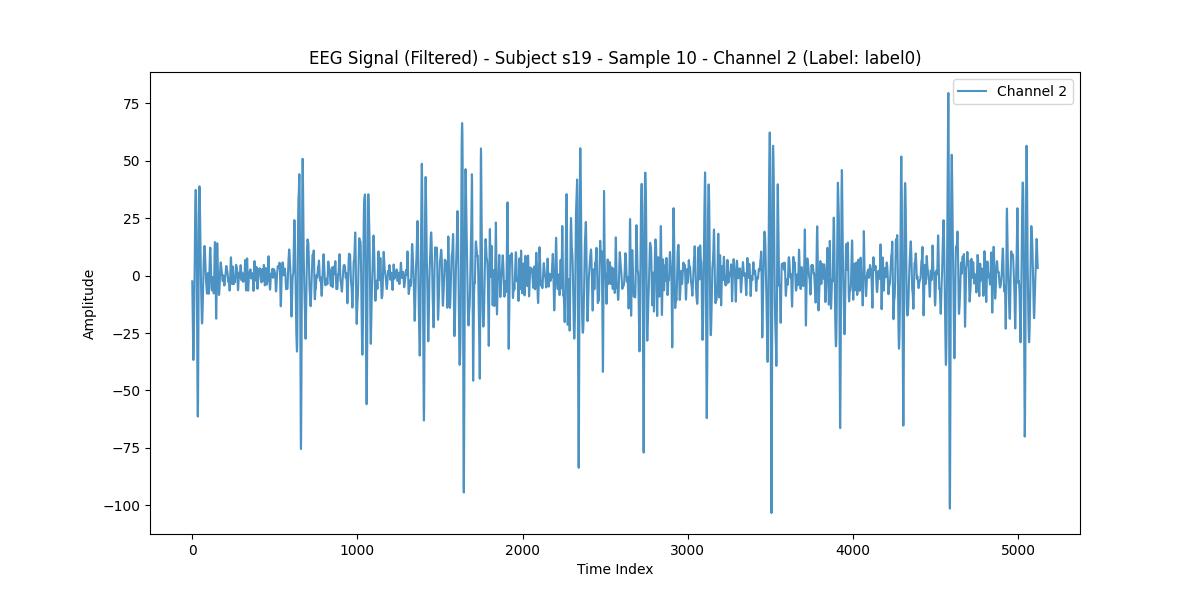 EEG Signal (Filtered) - Subject s19 - Sample 10 - Channel 2 (Label: label0)
Channel 2
75
50
25
0
−25
−50
−75
−100
Amplitude
0 1000 2000 3000 4000 5000
Time Index